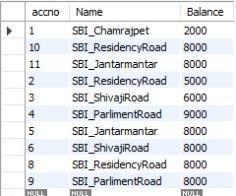 accno Name Balance
1 SBI_Chamrajpet 2000
10 SBI_ResidencyRoad 8000
11 SBI_Jantarmantar 8000
2 SBI_ResidencyRoad 5000
3 SBI_ShivajiRoad 6000
4 SBI_ParlimentRoad 9000
5 SBI_Jantarmantar 8000
6 SBI_ShivajiRoad 8000
8 SBI_ResidencyRoad 8000
9 SBI_ParlimentRoad 8000
NULL NULL NULL